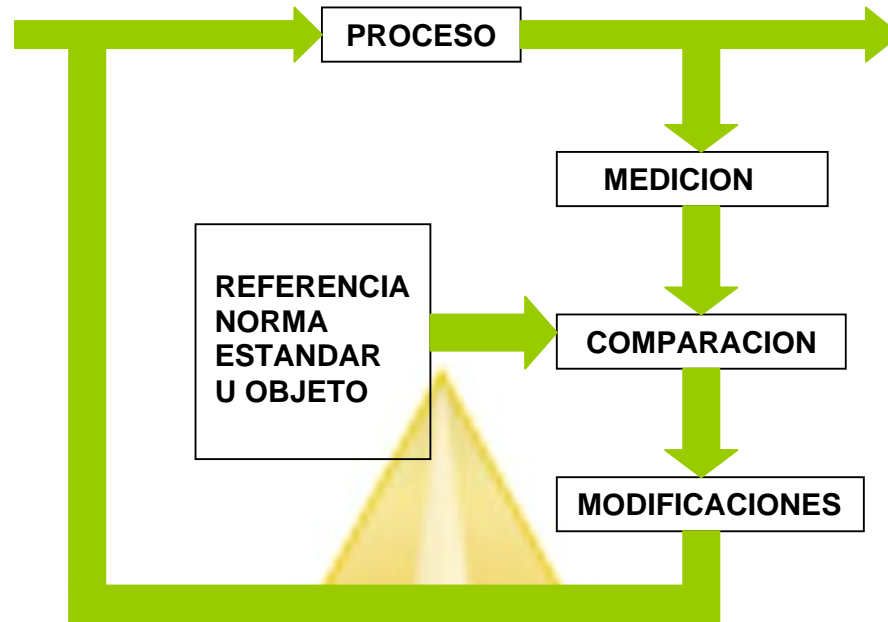 PROCESO
MEDICION
REFERENCIA
NORMA
ESTANDAR
U OBJETO
COMPARACION
MODIFICACIONES